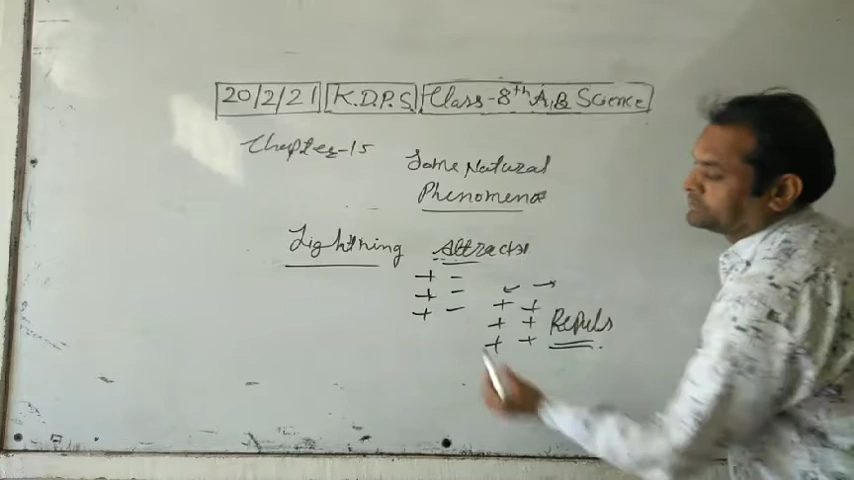 20/2/21 K.D.P.S Class-8th A,B Science
Chapter-15
Some Natural
Phenomena
Lightning Attracts
+ -
+ -
+ -
← →
+ +
+ + Repuls
+ +